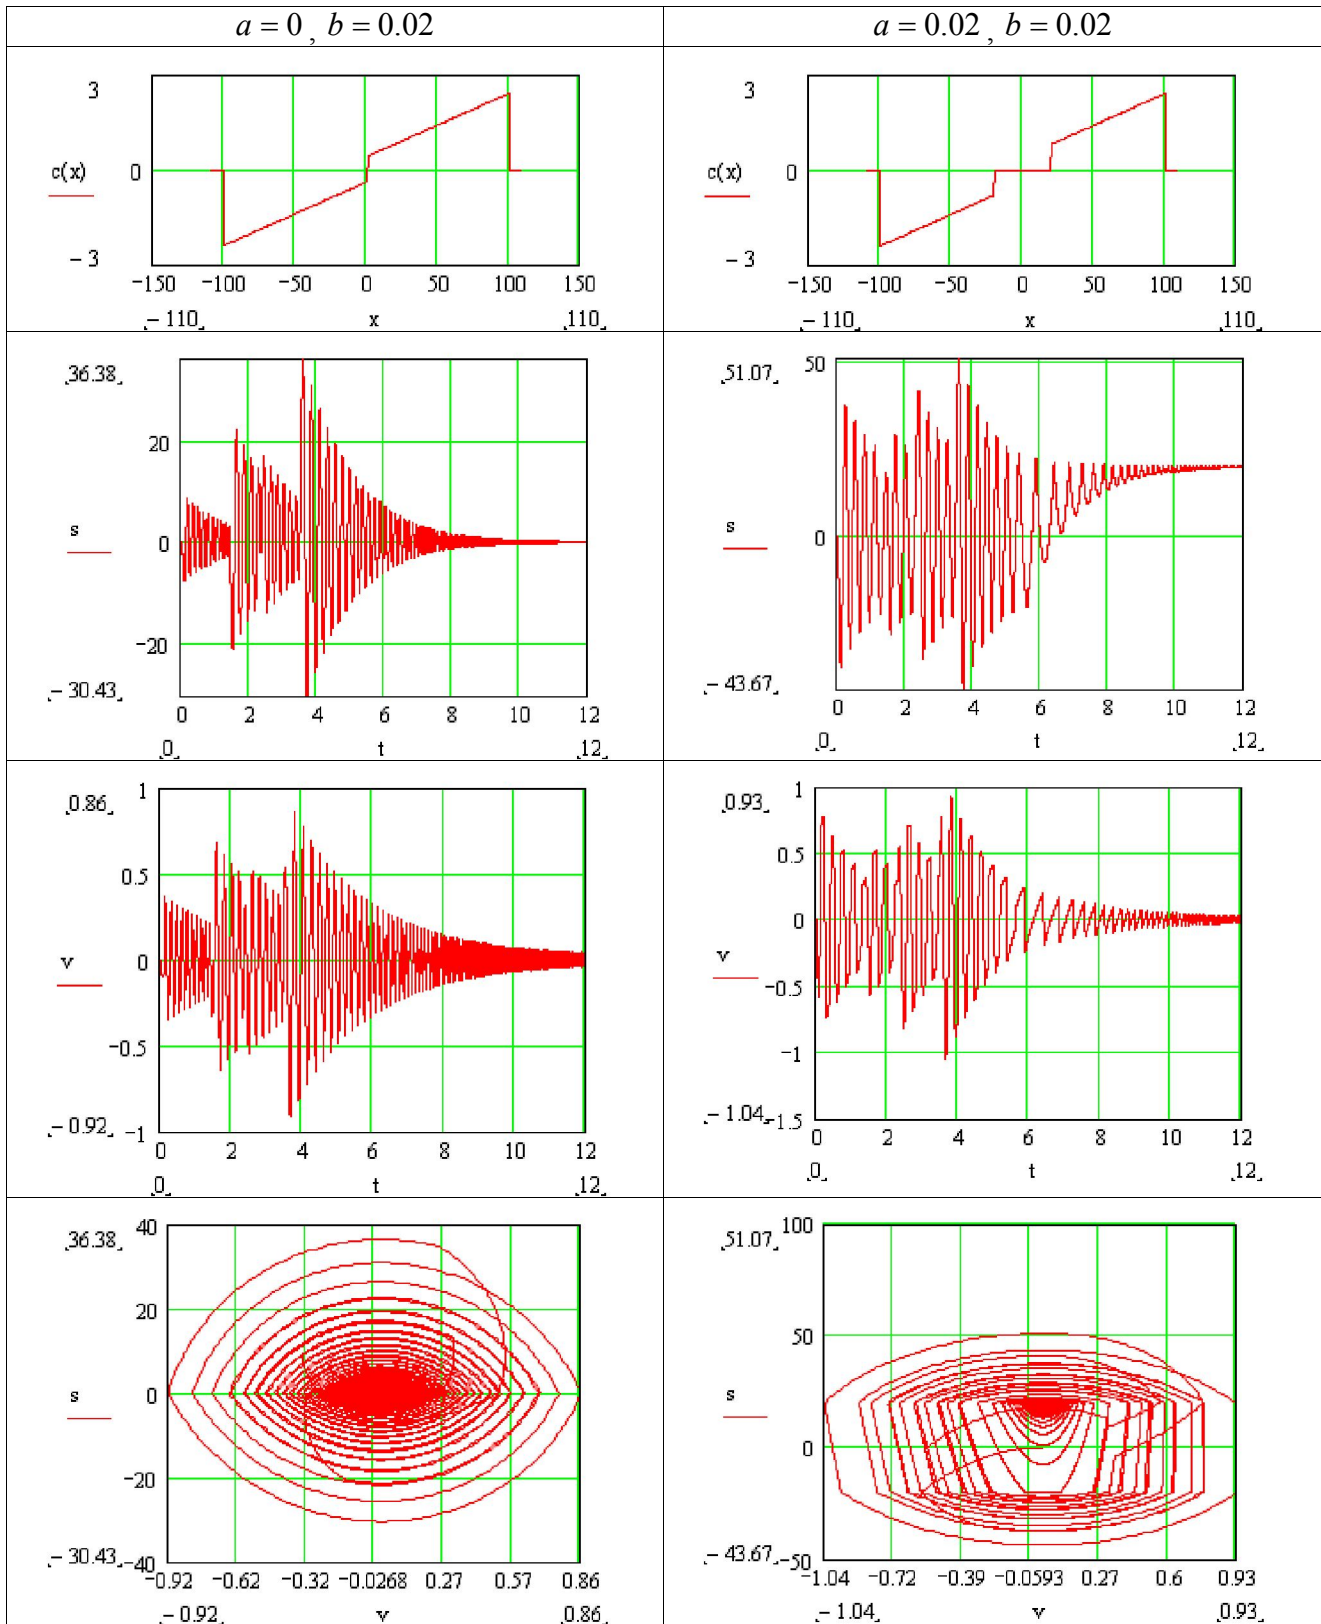 a = 0 , b = 0.02
a = 0.02 , b = 0.02
3
c(x)
0
−3
−150 −100 −50 0 50 100 150
−110 x 110
3
c(x)
0
−3
−150 −100 −50 0 50 100 150
−110 x 110
36.38
20
s
0
−20
−30.43
0 2 4 6 8 10 12
0 t 12
51.07
50
s
0
−43.67
0 2 4 6 8 10 12
0 t 12
1
0.86
0.5
v
0
−0.5
−0.92
−1
0 2 4 6 8 10 12
0 t 12
1
0.93
0.5
0
v
−0.5
−1
−1.04
−1.5
0 2 4 6 8 10 12
0 t 12
40
36.38
20
s
0
−20
−30.43
−40
−0.92 −0.62 −0.32 −0.0268 0.27 0.57 0.86
−0.92 v 0.86
100
51.07
50
s
0
−43.67
−50
−1.04 −0.72 −0.39 −0.0593 0.27 0.6 0.93
−1.04 v 0.93